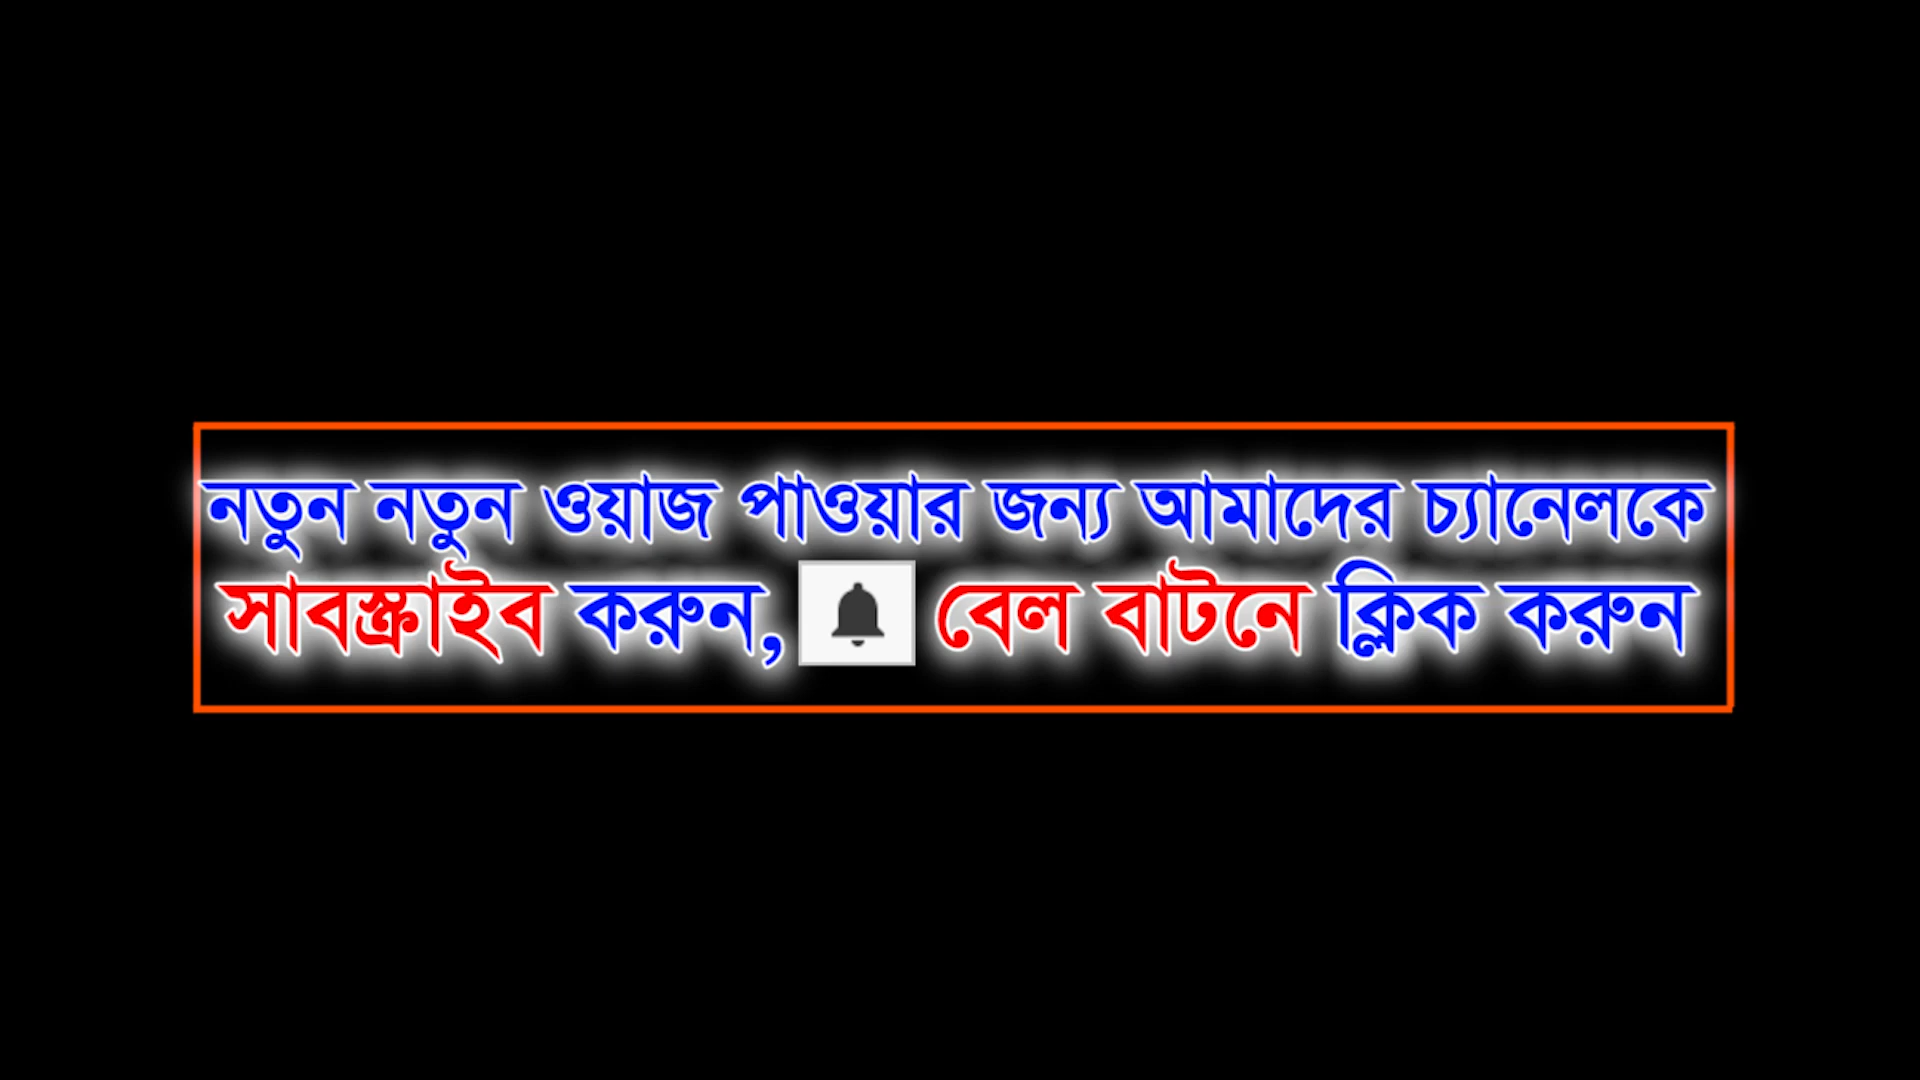 নতুন নতুন ওয়াজ পাওয়ার জন্য আমাদের চ্যানেলকে
সাবস্ক্রাইব করুন, বেল বাটনে ক্লিক করুন